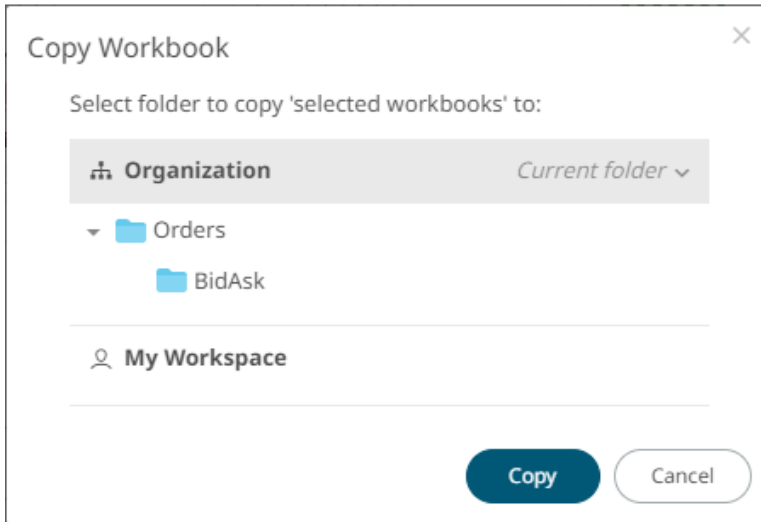 Copy Workbook
Select folder to copy 'selected workbooks' to:
Organization Current folder
Orders
BidAsk
My Workspace
Copy Cancel